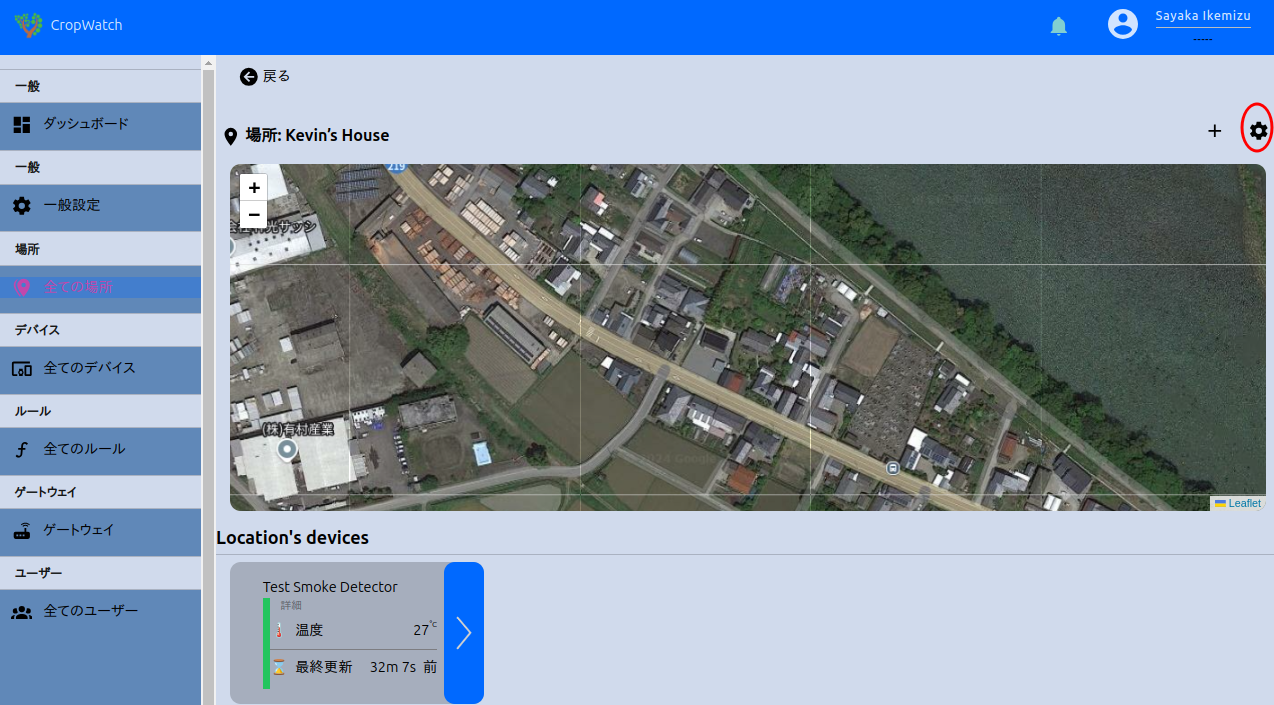 CropWatch
Sayaka Ikemizu
-----
一般
ダッシュボード
一般
一般設定
場所
全ての場所
デバイス
全てのデバイス
ルール
全てのルール
ゲートウェイ
ゲートウェイ
ユーザー
全てのユーザー
戻る
場所: Kevin's House
+
+
−
219
(株)有村産業
2024 Google
Leaflet
Location's devices
Test Smoke Detector
詳細
温度 27°c
最終更新 32m 7s 前